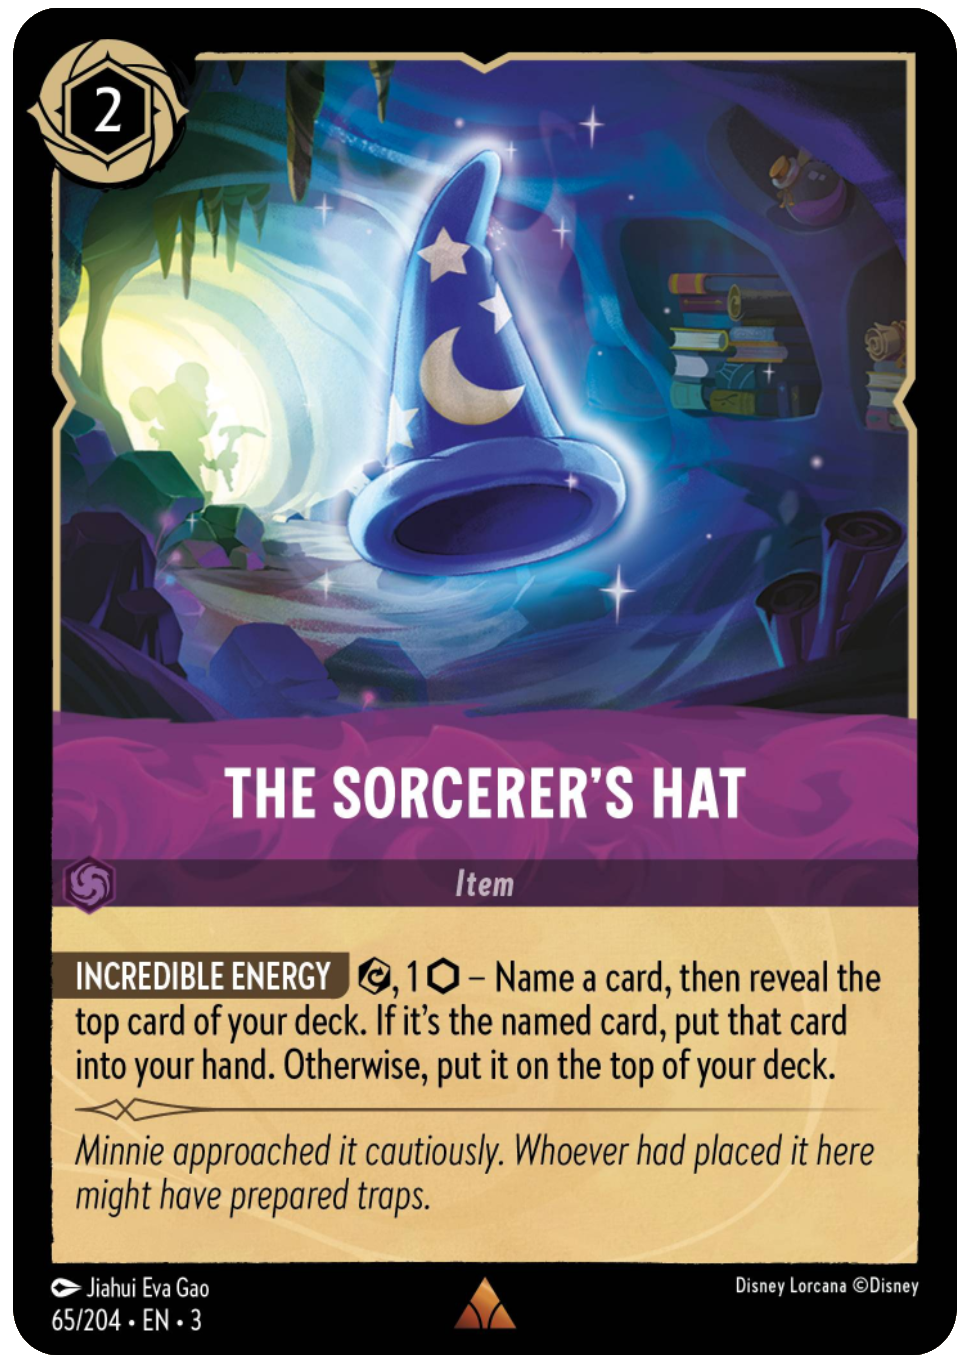 2
THE SORCERER’S HAT
Item
INCREDIBLE ENERGY , 1 – Name a card, then reveal the
top card of your deck. If it’s the named card, put that card
into your hand. Otherwise, put it on the top of your deck.
Minnie approached it cautiously. Whoever had placed it here
might have prepared traps.
Jiahui Eva Gao
Disney Lorcana ©Disney
65/204 • EN • 3